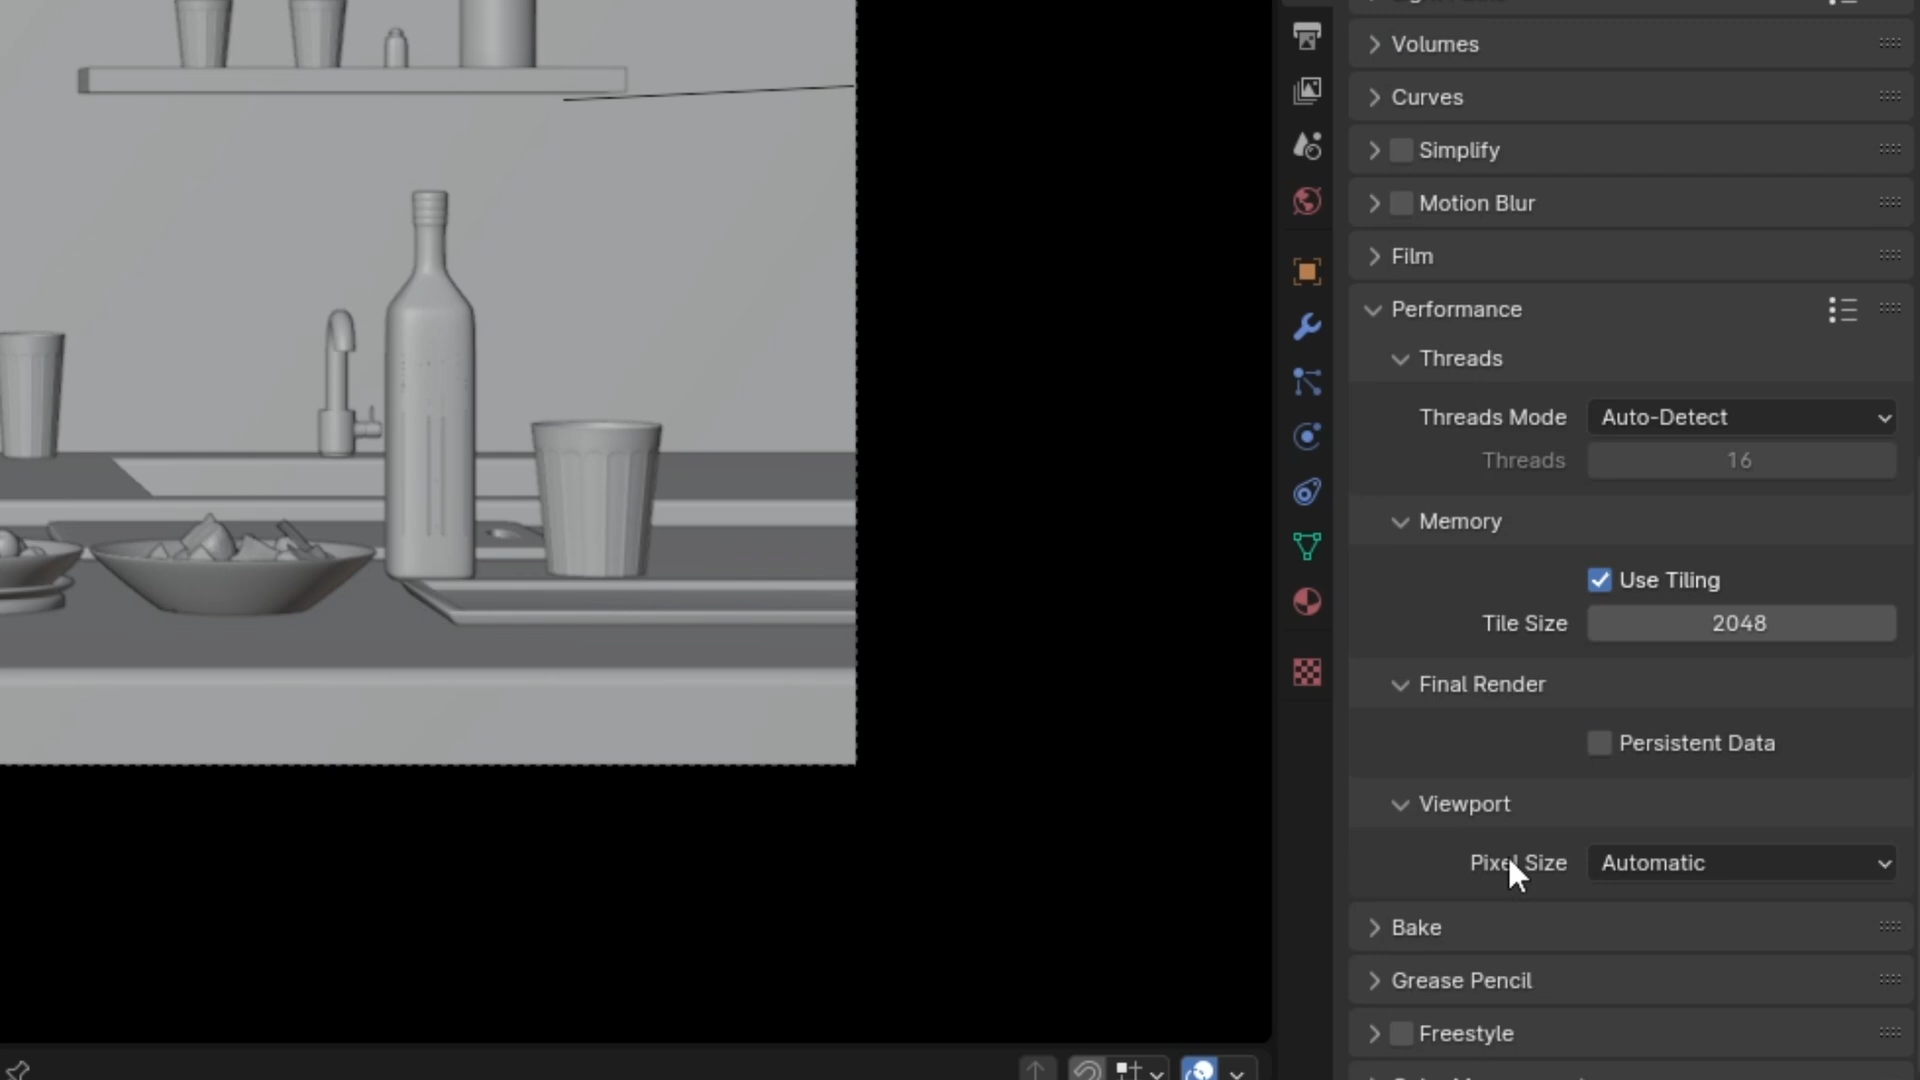 Volumes
Curves
Simplify
Motion Blur
Film
Performance
Threads
Threads Mode Auto-Detect
Threads 16
Memory
Use Tiling
Tile Size 2048
Final Render
Persistent Data
Viewport
Pixel Size Automatic
Bake
Grease Pencil
Freestyle